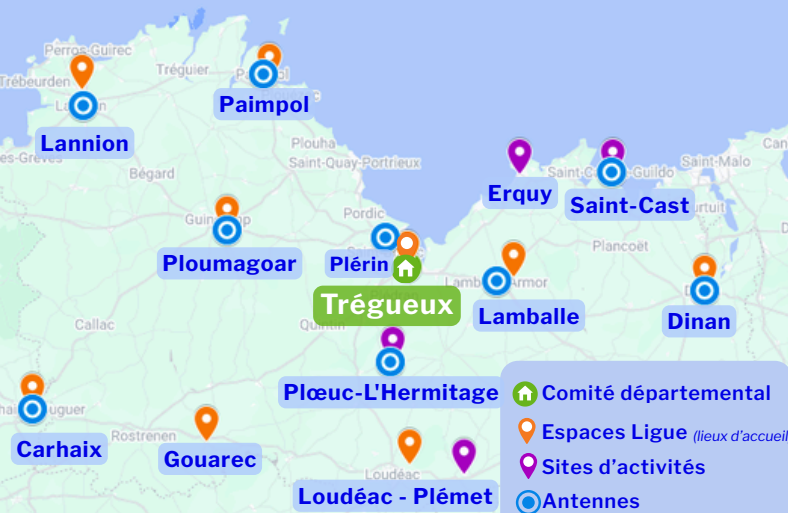 Perros-Guirec
Trébeurden
Tréguier
Paimpol
Lannion
Plouha
Saint-Quay-Portrieux
Bégard
Erquy
Saint-Malo
Saint-Cast
Pordic
Plancoët
Ploumagoar
Plérin
Trégueux
Lamballe
Dinan
Callac
Quintin
Plœuc-L'Hermitage
Comité départemental
Espaces Ligue (lieux d'accueil
Sites d'activités
Antennes
Carhaix
Rostrenen
Gouarec
Loudéac
Loudéac - Plémet